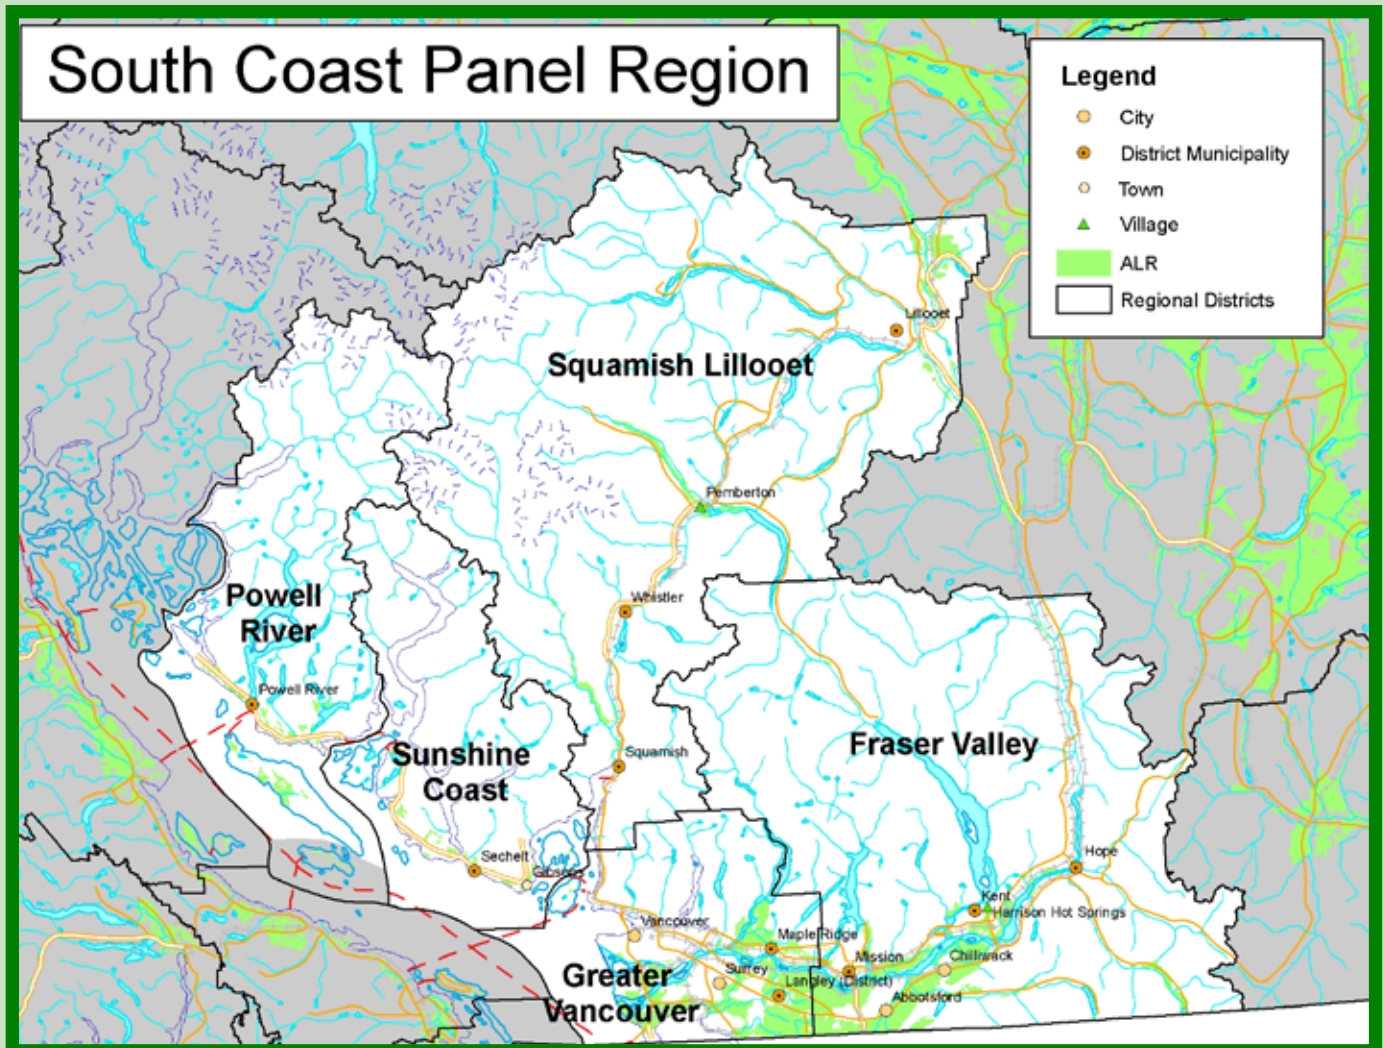 South Coast Panel Region
Legend
City
District Municipality
Town
Village
ALR
Regional Districts
Lillooet
Squamish Lillooet
Pemberton
Whistler
Powell
River
Powell River
Squamish
Sunshine
Coast
Fraser Valley
Sechelt
Gibsons
Hope
Kent
Harrison Hot Springs
Vancouver
Maple Ridge
Mission
Chilliwack
Surrey
Langley (District)
Abbotsford
Greater
Vancouver